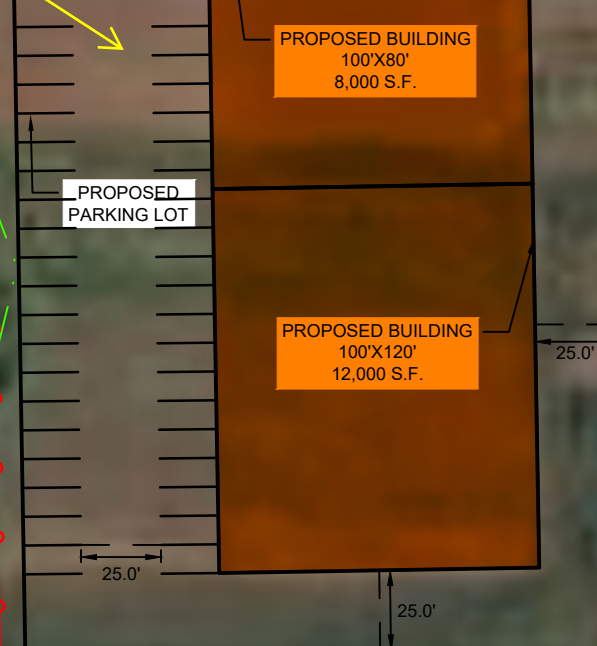 PROPOSED BUILDING
100'X80'
8,000 S.F.
PROPOSED
PARKING LOT
PROPOSED BUILDING
100'X120'
12,000 S.F.
25.0'
25.0'
25.0'